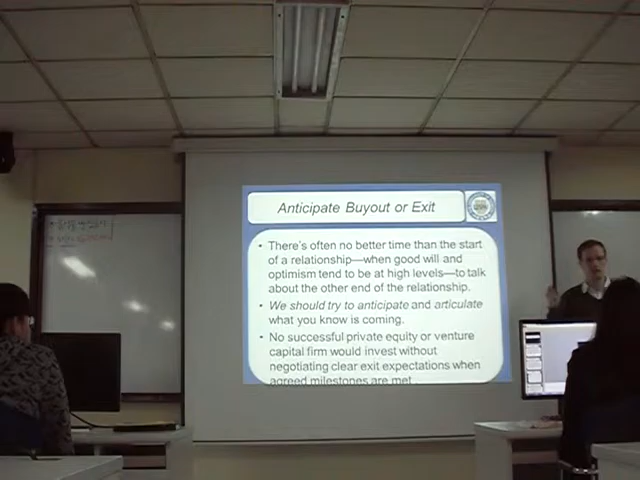 Anticipate Buyout or Exit
• There's often no better time than the start
of a relationship—when good will and
optimism tend to be at high levels—to talk
about the other end of the relationship.
• We should try to anticipate and articulate
what you know is coming.
• No successful private equity or venture
capital firm would invest without
negotiating clear exit expectations when
agreed milestones are met